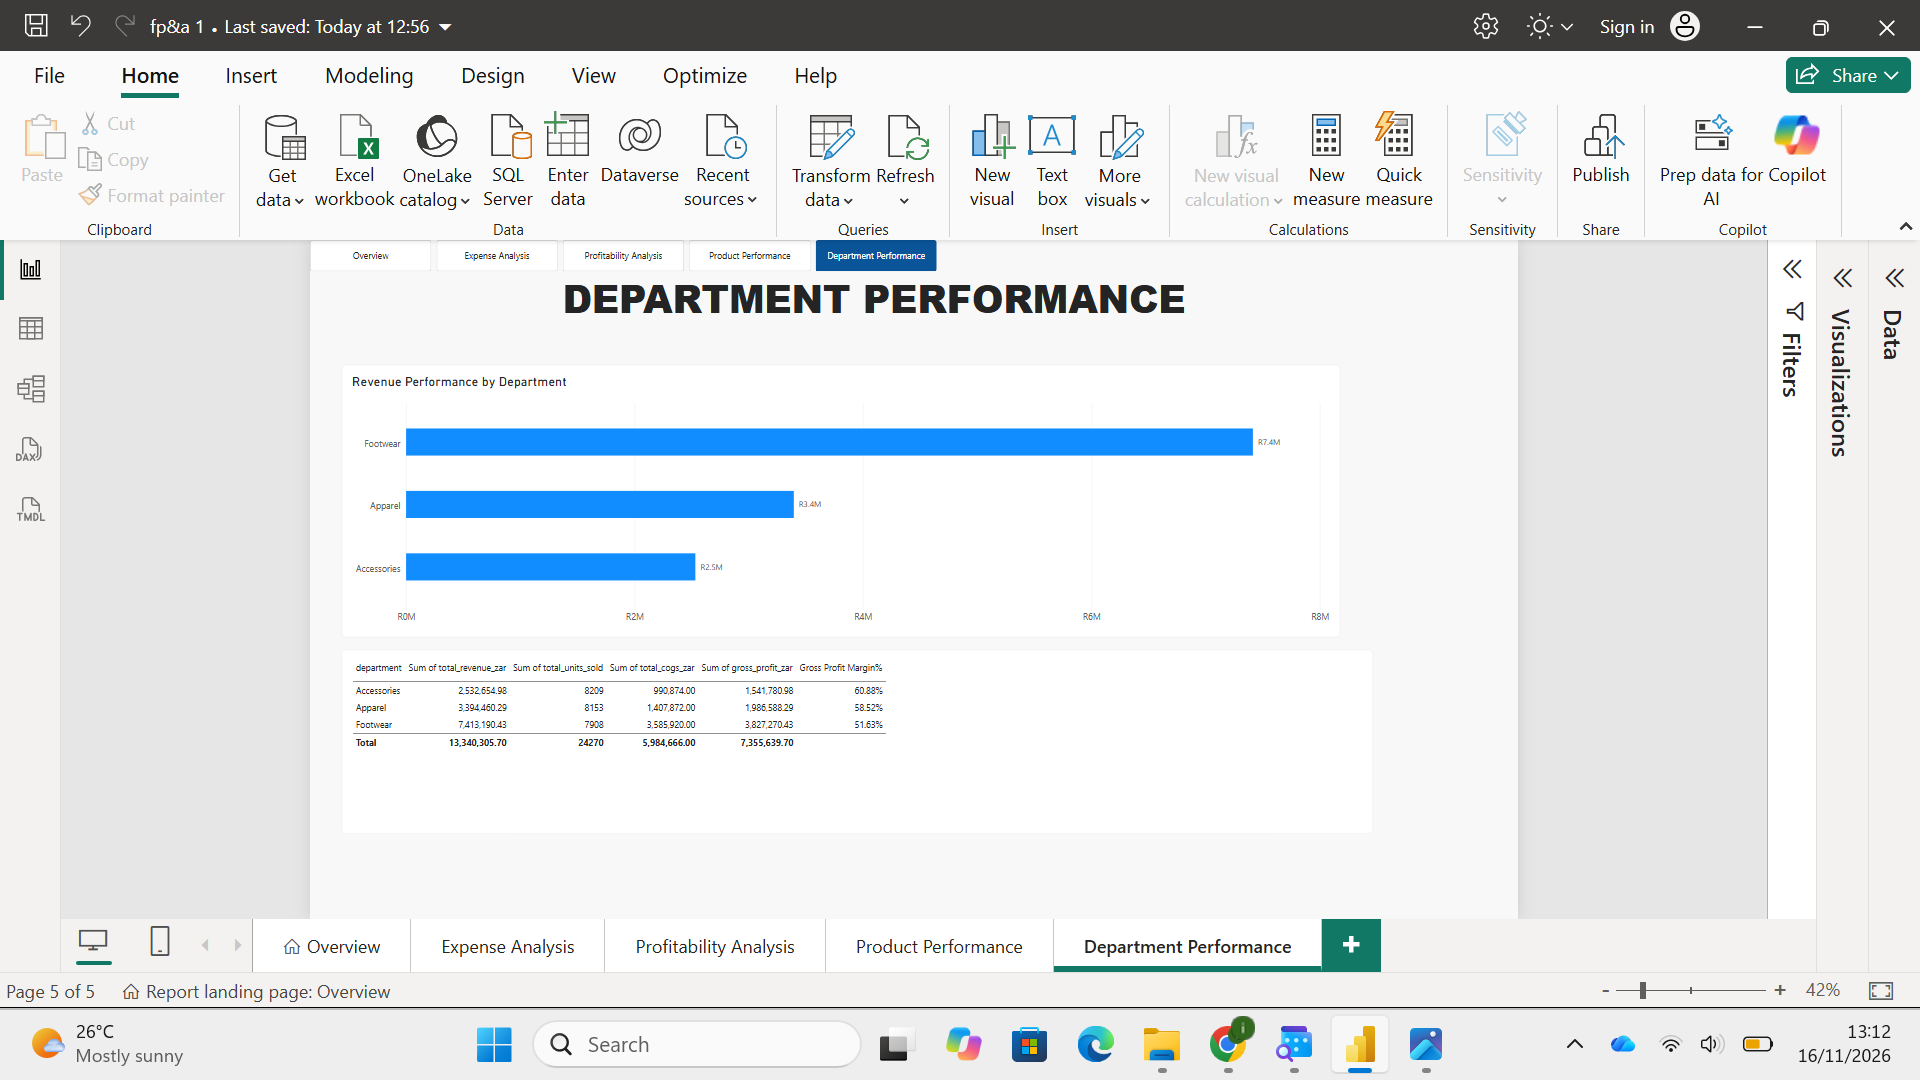 fp&a 1 • Last saved: Today at 12:56
Sign in
File Home Insert Modeling Design View Optimize Help
Share
Paste
Cut
Copy
Format painter
Clipboard
Get data
Excel workbook
OneLake catalog
SQL Server
Enter data
Dataverse
Recent sources
Data
Transform data
Refresh
Queries
New visual
Text box
More visuals
Insert
New visual calculation
New measure
Quick measure
Calculations
Sensitivity
Sensitivity
Publish
Share
Prep data for AI
Copilot
Copilot
DAX
TMDL
Overview Expense Analysis Profitability Analysis Product Performance Department Performance
DEPARTMENT PERFORMANCE
Revenue Performance by Department
Footwear R7.4M
Apparel R3.4M
Accessories R2.5M
R0M R2M R4M R6M R8M
department Sum of total_revenue_zar Sum of total_units_sold Sum of total_cogs_zar Sum of gross_profit_zar Gross Profit Margin%
Accessories 2,532,654.98 8209 990,874.00 1,541,780.98 60.88%
Apparel 3,394,460.29 8153 1,407,872.00 1,986,588.29 58.52%
Footwear 7,413,190.43 7908 3,585,920.00 3,827,270.43 51.63%
Total 13,340,305.70 24270 5,984,666.00 7,355,639.70
Filters
Visualizations
Data
Overview Expense Analysis Profitability Analysis Product Performance Department Performance
Page 5 of 5 Report landing page: Overview
- + 42%
26°C
Mostly sunny
Search
13:12
16/11/2026